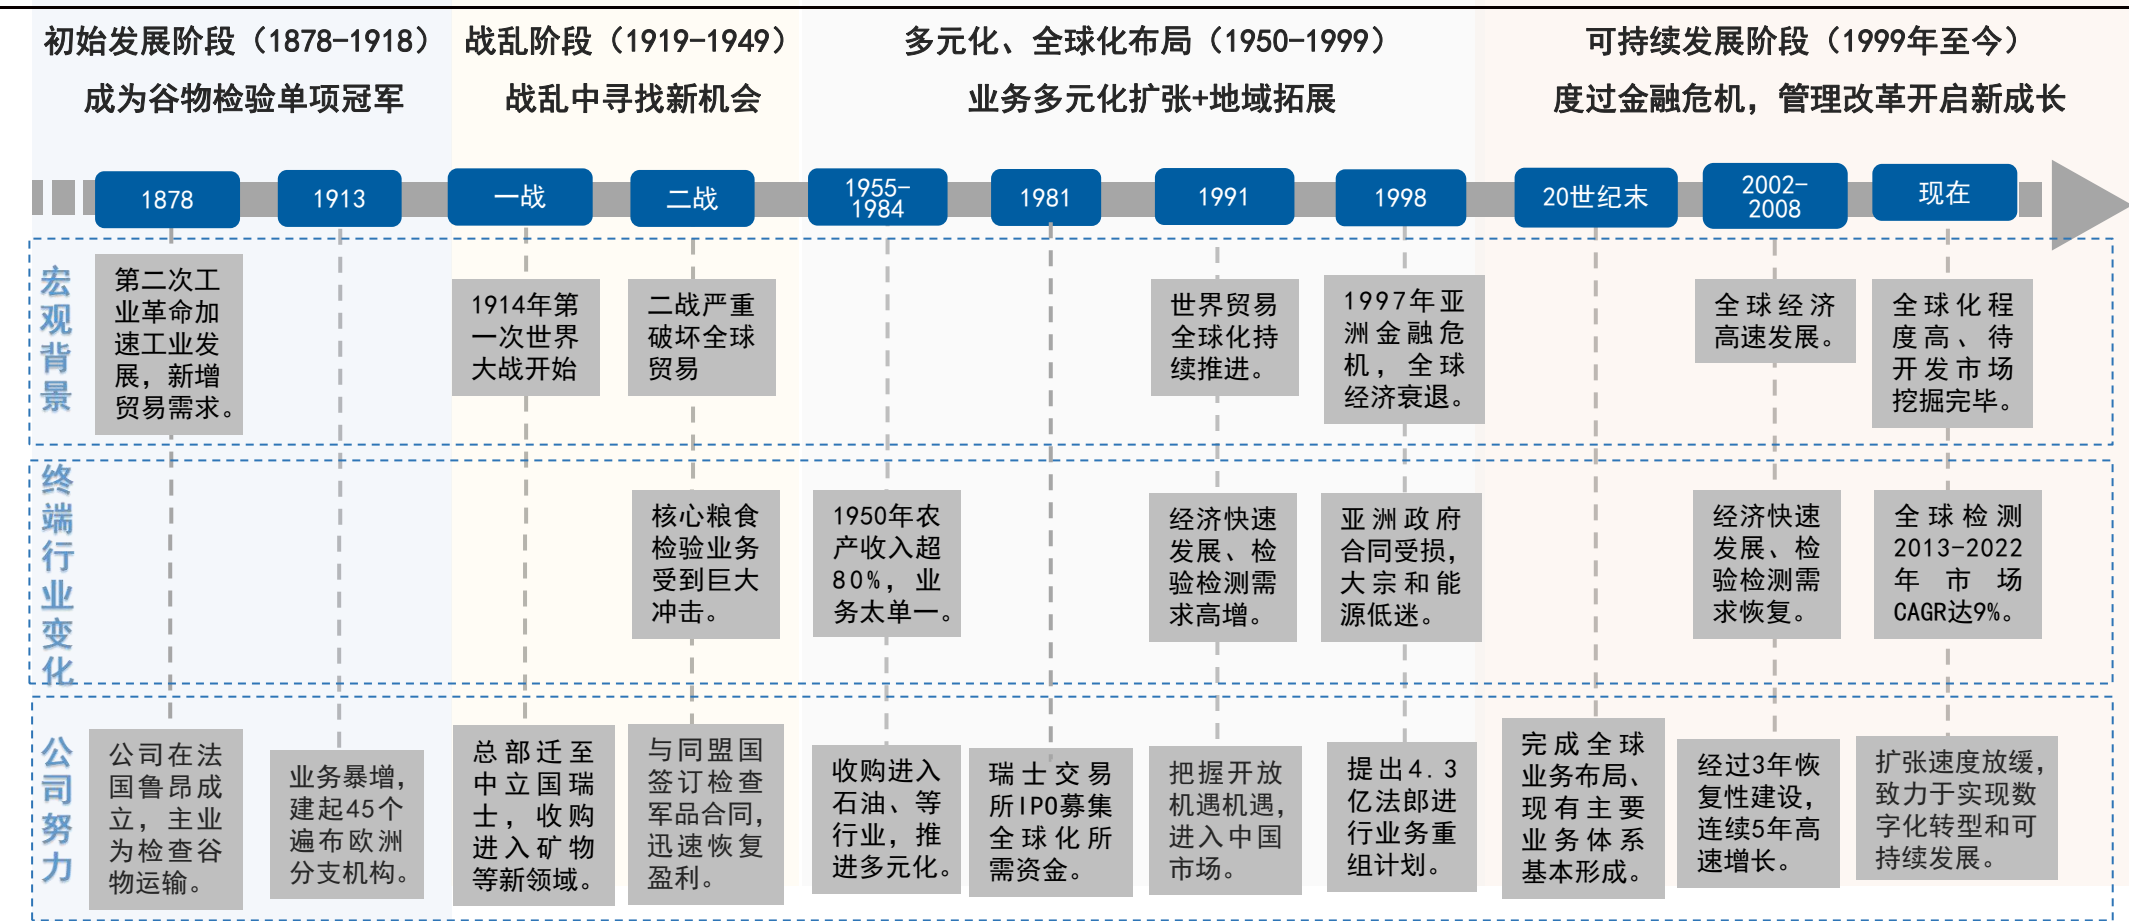 初始发展阶段（1878-1918）
成为谷物检验单项冠军
战乱阶段（1919-1949）
战乱中寻找新机会
多元化、全球化布局（1950-1999）
业务多元化扩张+地域拓展
可持续发展阶段（1999年至今）
度过金融危机，管理改革开启新成长
1878
1913
一战
二战
1955-
1984
1981
1991
1998
20世纪末
2002-
2008
现在
宏
观
背
景
第二次工
业革命加
速工业发
展，新增
贸易需求。
1914年第
一次世界
大战开始
二战严重
破坏全球
贸易
世界贸易
全球化持
续推进。
1997年亚
洲金融危
机，全球
经济衰退。
全球经济
高速发展。
全球化程
度高、待
开发市场
挖掘完毕。
终
端
行
业
变
化
核心粮食
检验业务
受到巨大
冲击。
1950年农
产收入超
80%，业
务太单一。
经济快速
发展、检
验检测需
求高增。
亚洲政府
合同受损，
大宗和能
源低迷。
经济快速
发展、检
验检测需
求恢复。
全球检测
2013-2022
年市场
CAGR达9%。
公
司
努
力
公司在法
国鲁昂成
立，主业
为检查谷
物运输。
业务暴增，
建起45个
遍布欧洲
分支机构。
总部迁至
中立国瑞
士，收购
进入矿物
等新领域。
与同盟国
签订检查
军品合同，
迅速恢复
盈利。
收购进入
石油、等
行业，推
进多元化。
瑞士交易
所IPO募集
全球化所
需资金。
把握开放
机遇机遇，
进入中国
市场。
提出4.3
亿法郎进
行业务重
组计划。
完成全球
业务布局、
现有主要
业务体系
基本形成。
经过3年恢
复性建设，
连续5年高
速增长。
扩张速度放缓，
致力于实现数
字化转型和可
持续发展。